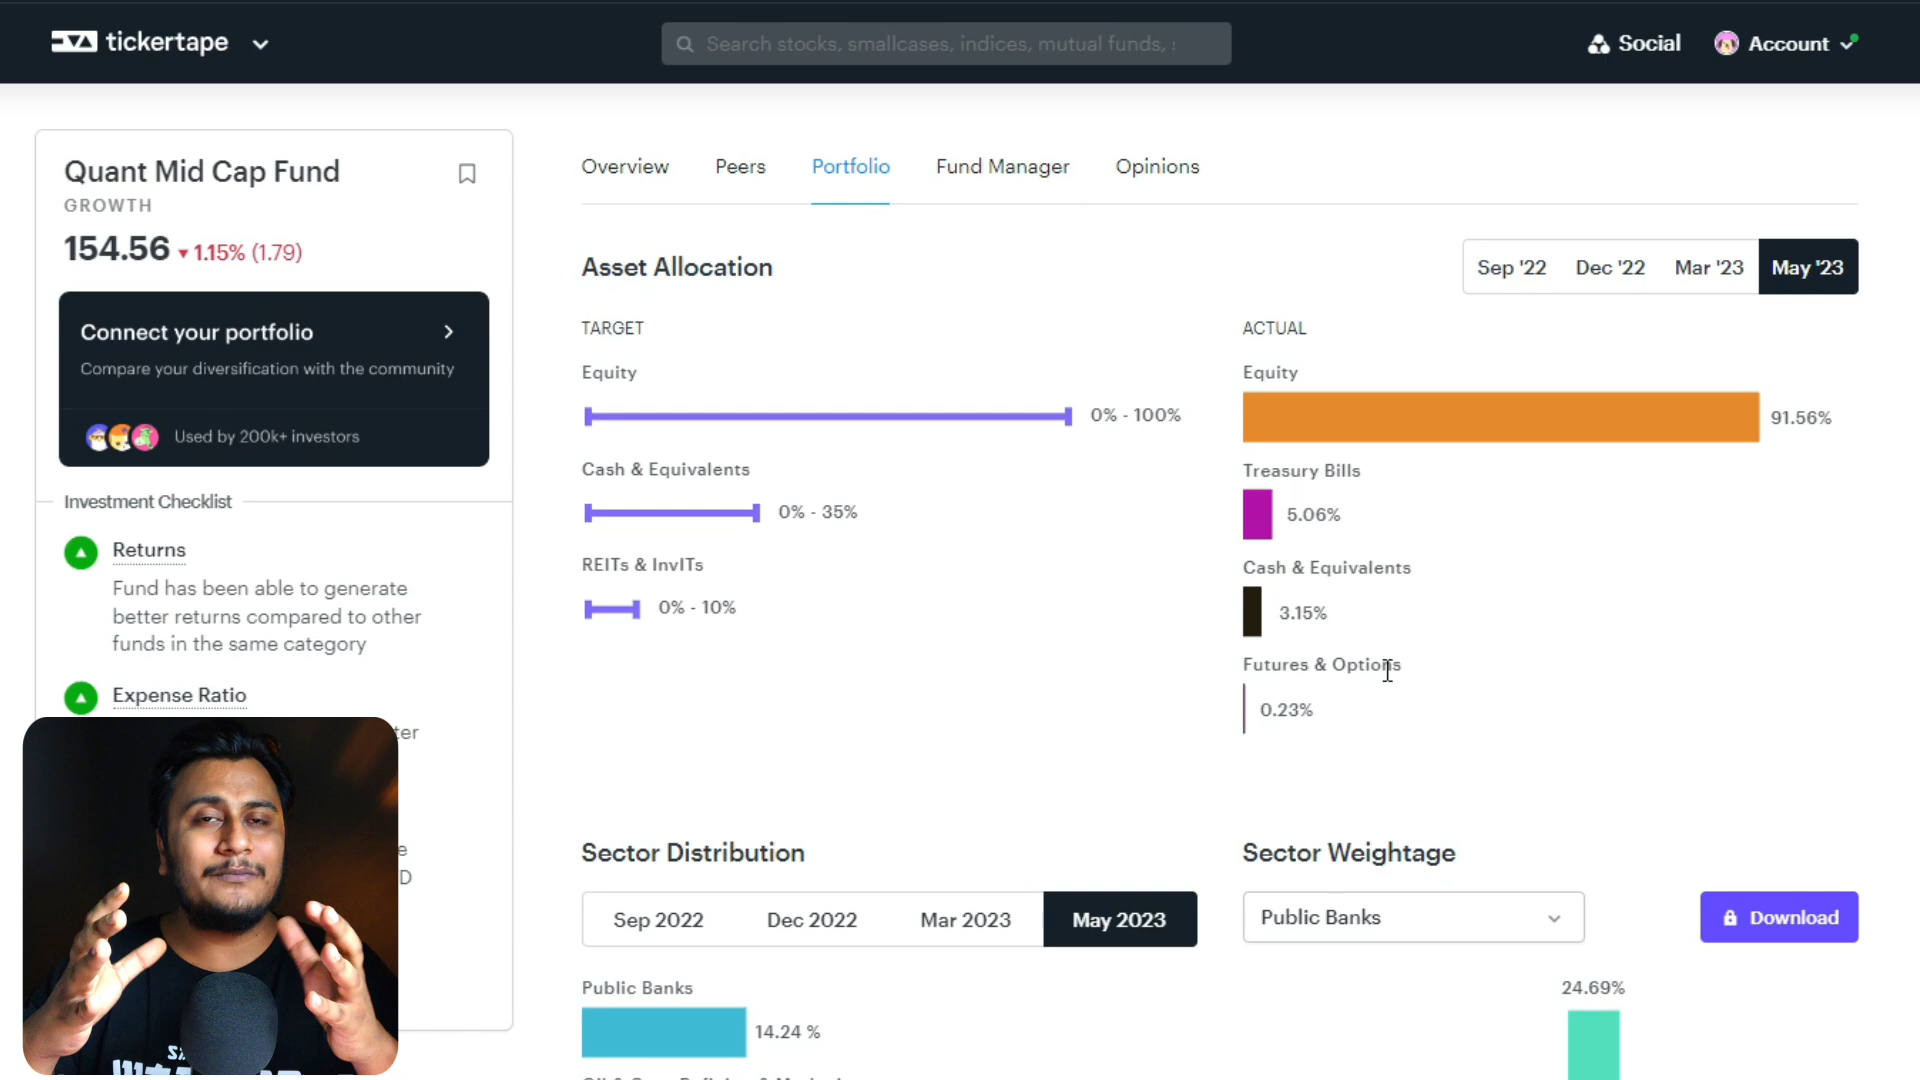 tickertape
Search stocks, smallcases, indices, mutual funds,
Social
Account
Quant Mid Cap Fund
GROWTH
154.56 ▼ 1.15% (1.79)
Connect your portfolio
Compare your diversification with the community
Used by 200k+ investors
Investment Checklist
Returns
Fund has been able to generate
better returns compared to other
funds in the same category
Expense Ratio
ter
e
D
Overview Peers Portfolio Fund Manager Opinions
Asset Allocation
Sep '22 Dec '22 Mar '23 May '23
TARGET
Equity
0% - 100%
Cash & Equivalents
0% - 35%
REITs & InvITs
0% - 10%
ACTUAL
Equity
91.56%
Treasury Bills
5.06%
Cash & Equivalents
3.15%
Futures & Options
0.23%
Sector Distribution
Sep 2022 Dec 2022 Mar 2023 May 2023
Public Banks
14.24 %
Sector Weightage
Public Banks
Download
24.69%